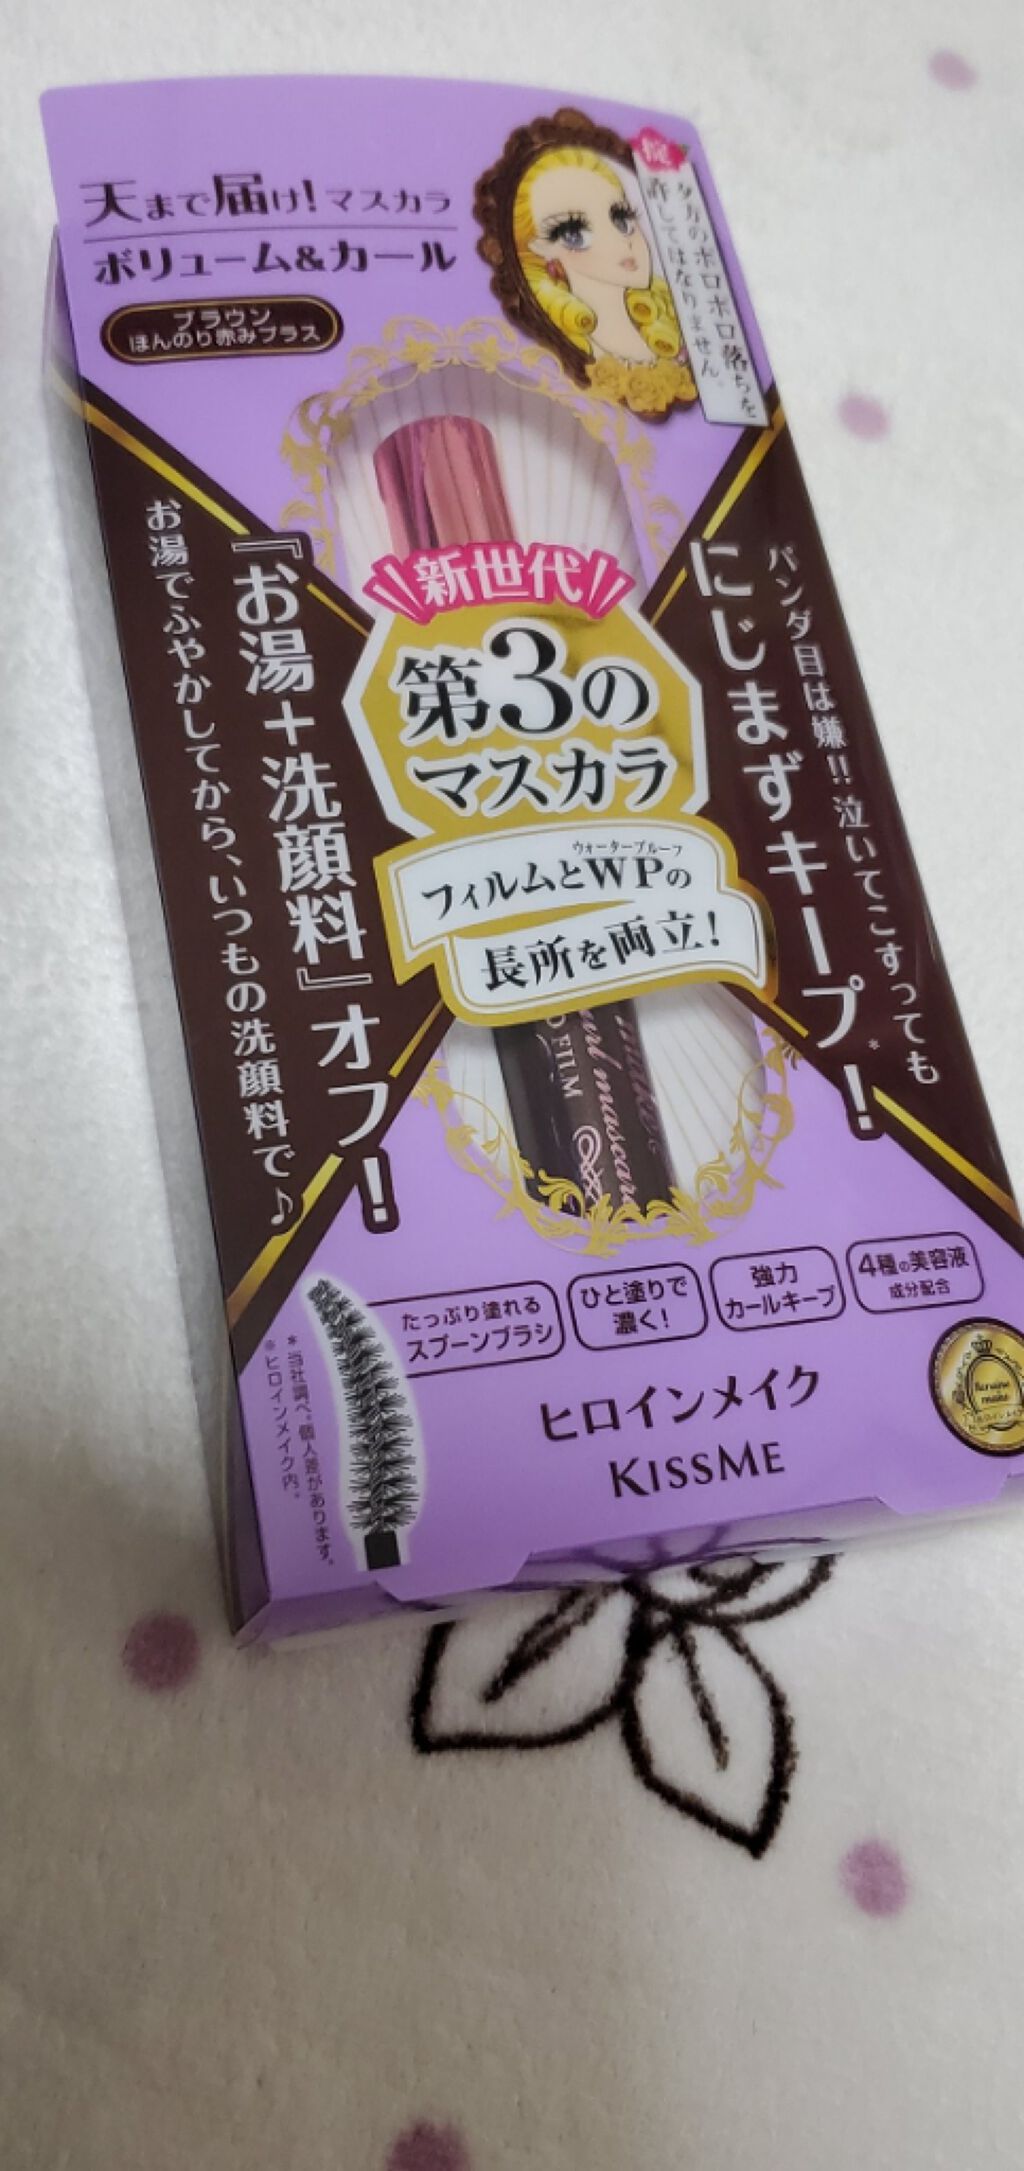 天まで届け!マスカラ
ボリューム&カール
ブラウン
ほんのり赤みプラス
掟
夕方のポロポロ落ちを
許してはなりません。
新世代
第3の
マスカラ
ウォータープルーフ
フィルムとWPの
長所を両立!
パンダ目は嫌!!泣いてこすっても
にじまずキープ*!
『お湯+洗顔料』オフ!
お湯でふやかしてから、いつもの洗顔料で♪
curl mascara
FILM
たっぷり塗れる
スプーンブラシ
ひと塗りで
濃く!
強力
カールキープ
4種の美容液
成分配合
*当社調べ。個人差があります。
※ヒロインメイク内。
ヒロインメイク
KISSME
heroine
make